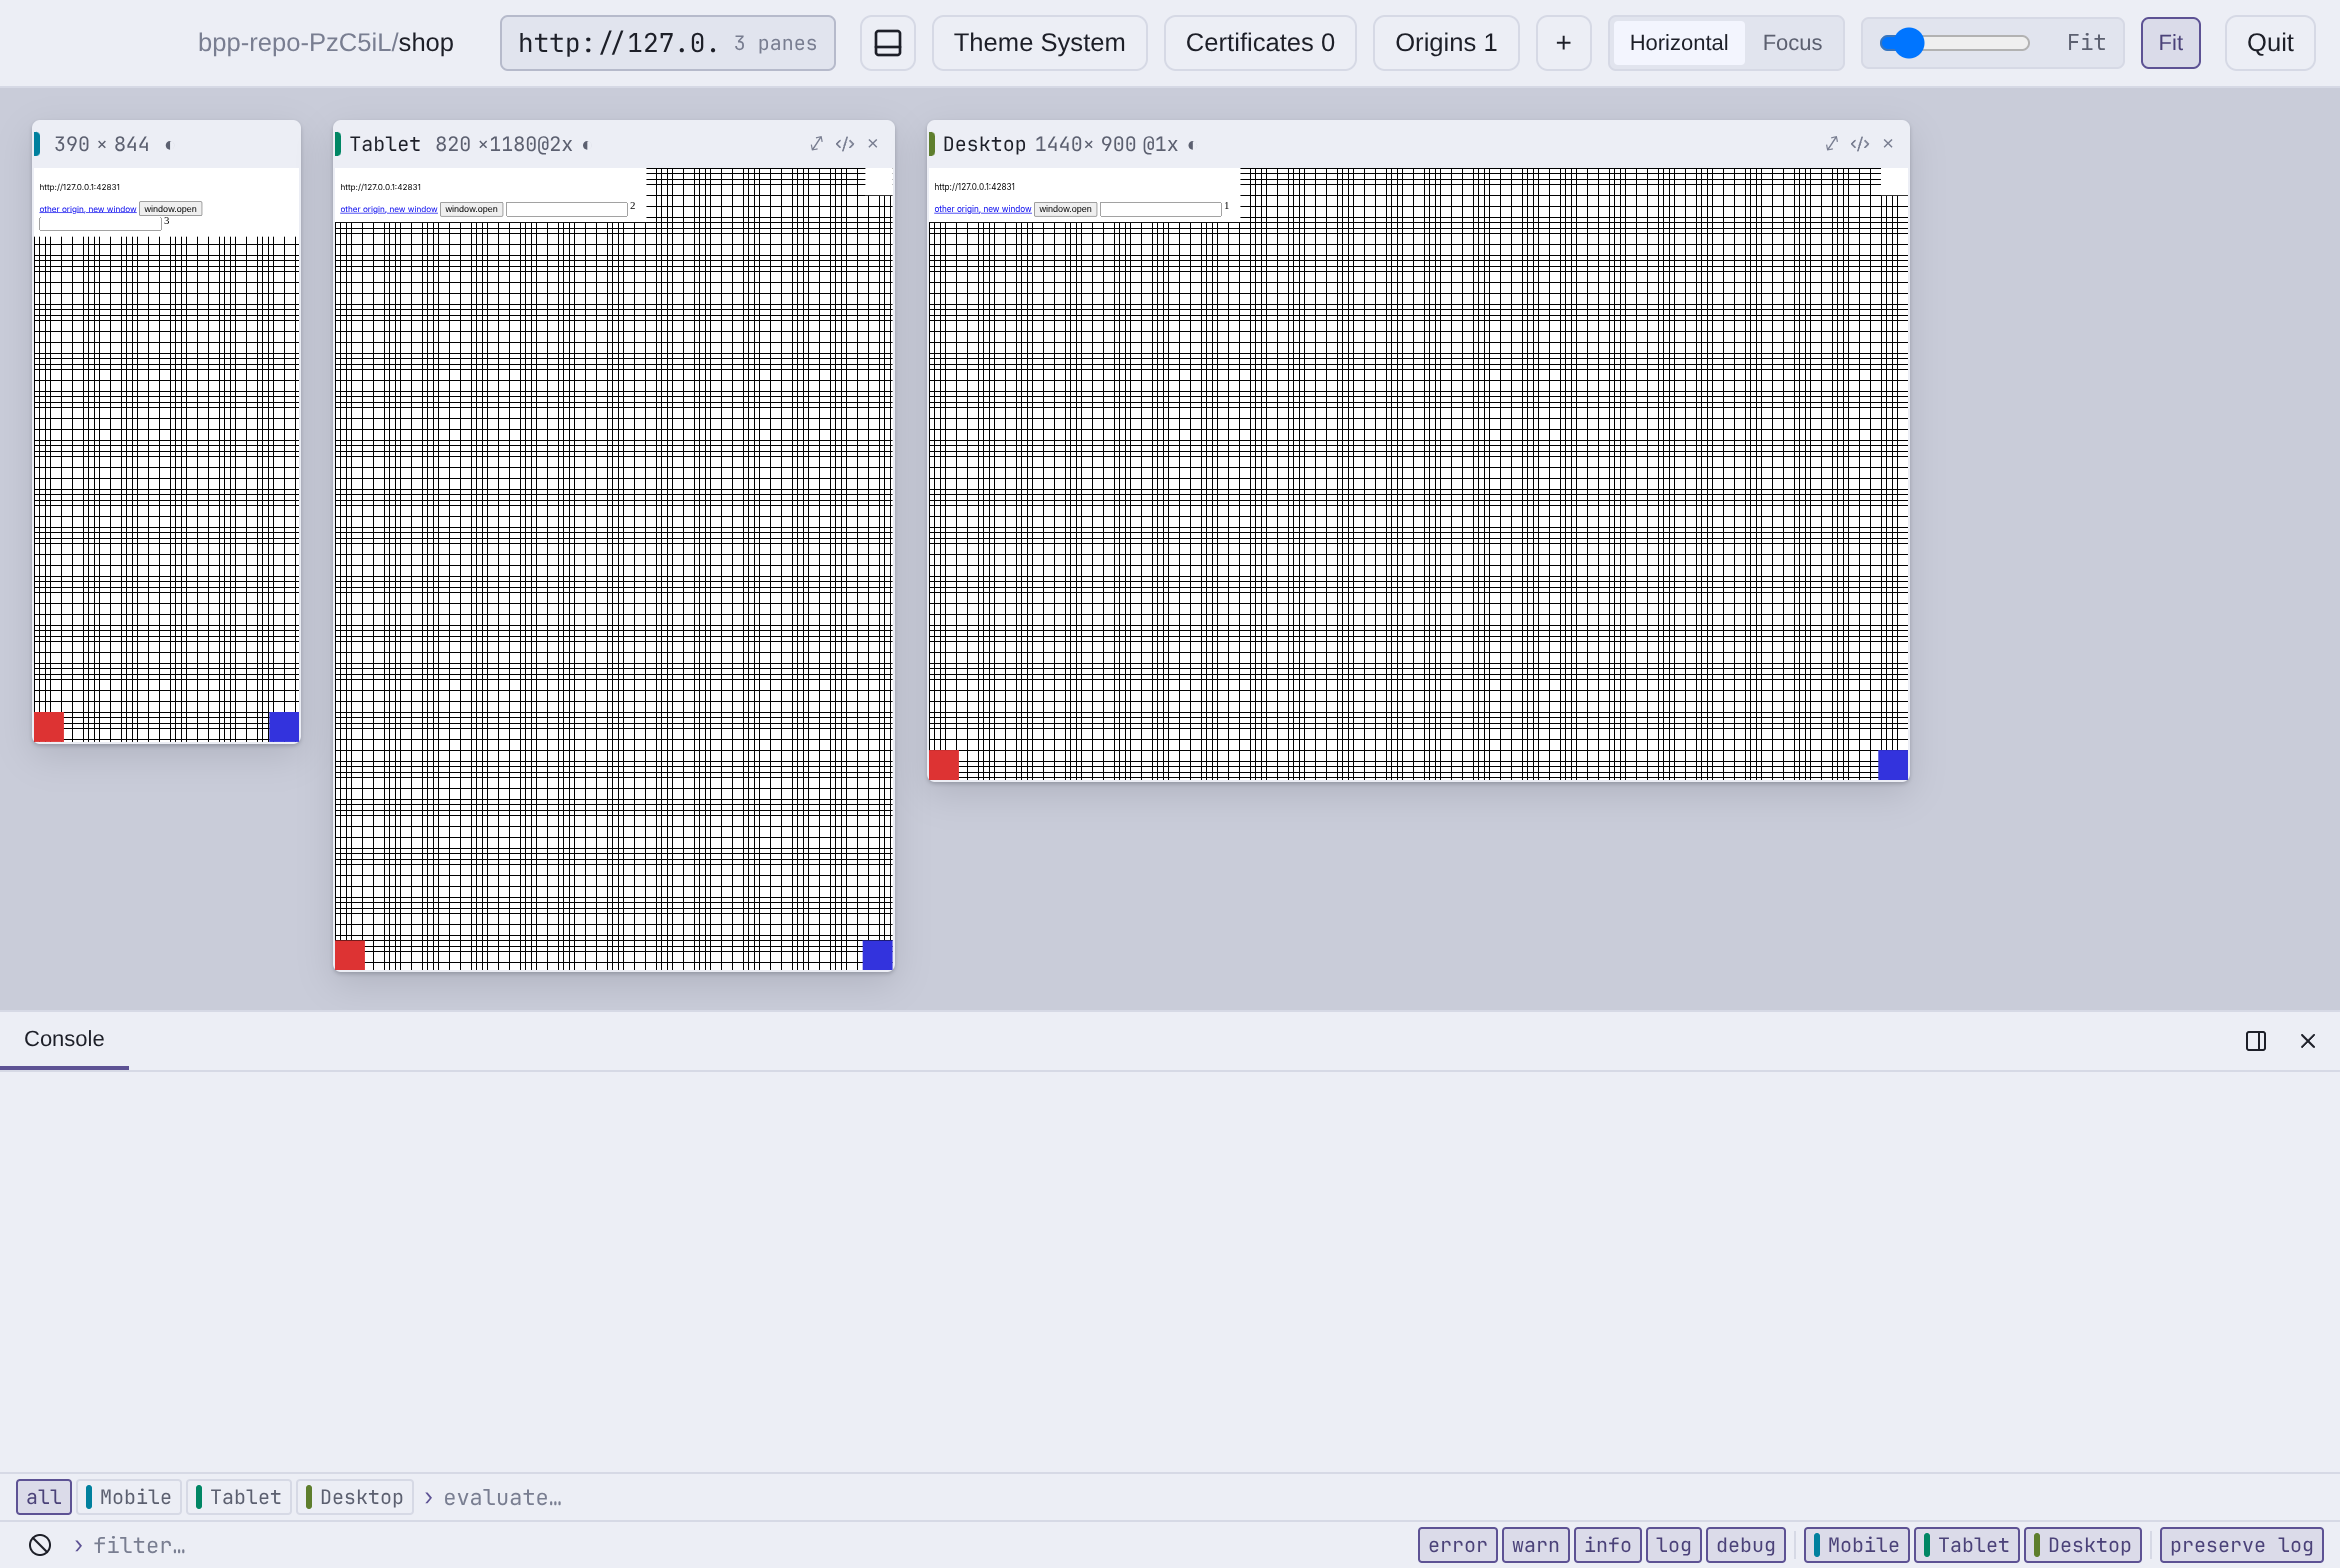 bpp-repo-PzC5iL/shop http://127.0. 3 panes Theme System Certificates 0 Origins 1 + Horizontal Focus Fit Fit Quit
390 × 844
Tablet 820 ×1180@2x </> ×
Desktop 1440× 900 @1x </> ×
http://127.0.0.1:42831
other origin, new window window.open
3
http://127.0.0.1:42831
other origin, new window window.open 2
http://127.0.0.1:42831
other origin, new window window.open 1
Console
all Mobile Tablet Desktop › evaluate…
› filter… error warn info log debug Mobile Tablet Desktop preserve log